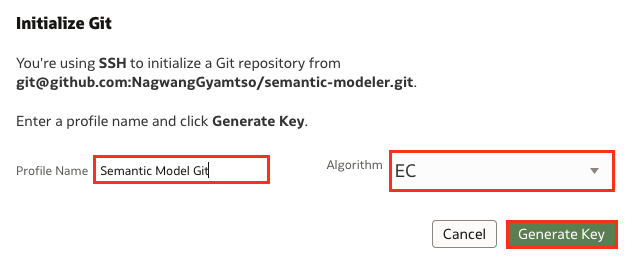 Initialize Git
You're using SSH to initialize a Git repository from
git@github.com:NagwangGyamtso/semantic-modeler.git.
Enter a profile name and click Generate Key.
Profile Name Semantic Model Git Algorithm EC
Cancel Generate Key